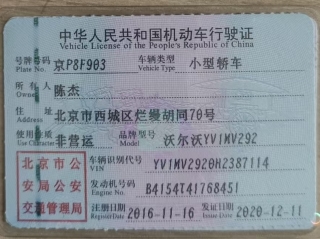 中华人民共和国机动车行驶证
Vehicle License of the People's Republic of China
号牌号码 京P8F903 车辆类型 小型轿车
Plate No. Vehicle Type
所有人 陈杰
Owner
住址 北京市西城区烂缦胡同70号
Address
使用性质 非营运 品牌型号 沃尔沃YV1MV292
Use Character Model
北京市公 车辆识别代号 YV1MV2920H2387114
VIN
安局公安 发动机号码 B4154T41768451
Engine No.
交通管理局 注册日期 2016-11-16 发证日期 2020-12-11
Register Date Issue Date